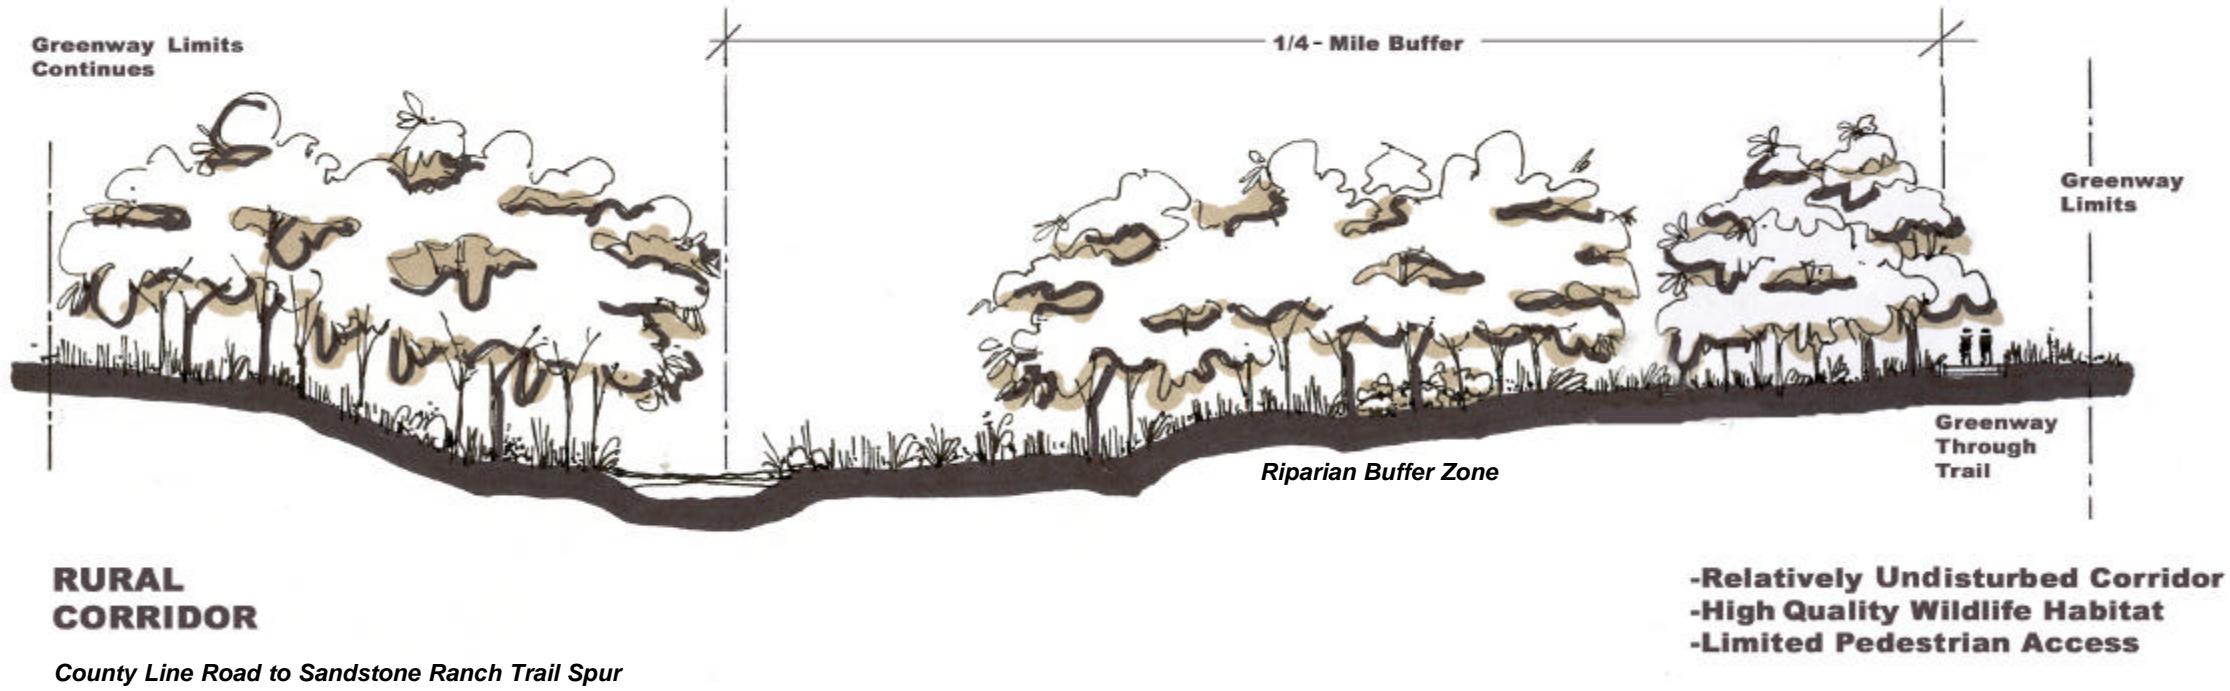 Greenway Limits
Continues
1/4- Mile Buffer
Greenway
Limits
Greenway
Through
Trail
Riparian Buffer Zone
RURAL
CORRIDOR
County Line Road to Sandstone Ranch Trail Spur
-Relatively Undisturbed Corridor
-High Quality Wildlife Habitat
-Limited Pedestrian Access